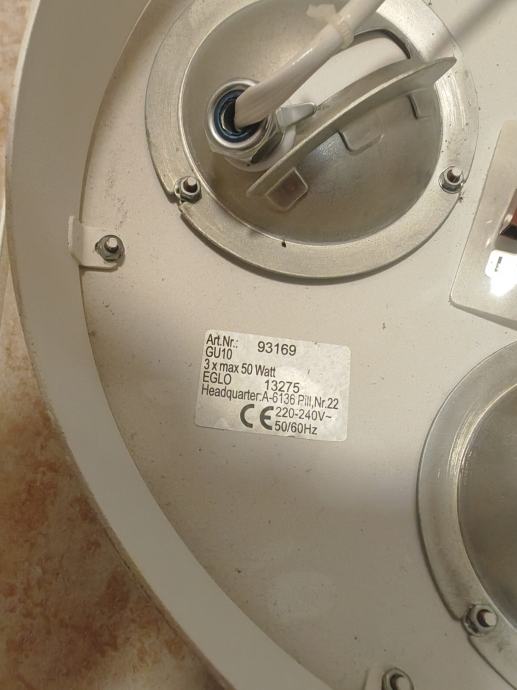 Art.Nr.: 93169
GU10
3 x max 50 Watt
EGLO 13275
Headquarter:A-6136 Pill,Nr.22
CE 220-240V~
50/60Hz